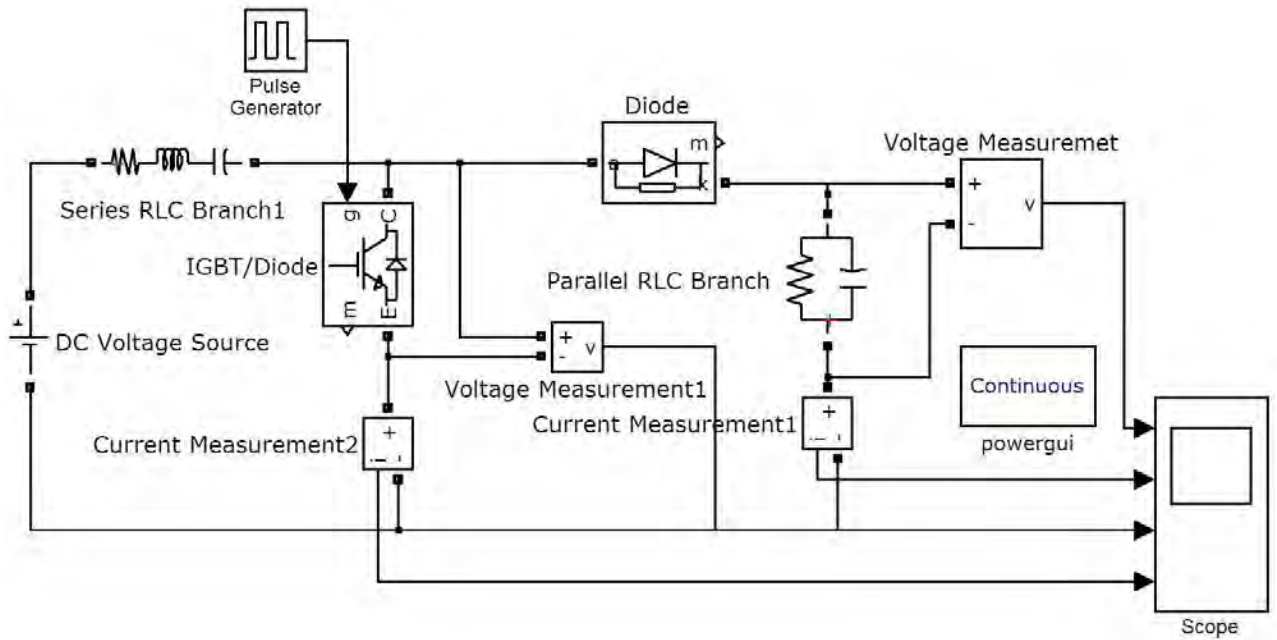 Pulse
Generator
Diode
m
a
k
Voltage Measuremet
+
v
-
Series RLC Branch1
g
C
IGBT/Diode
m
E
Parallel RLC Branch
+
DC Voltage Source
+
-
v
Voltage Measurement1
Continuous
powergui
Current Measurement1
+
i
-
Current Measurement2
+
i
-
Scope